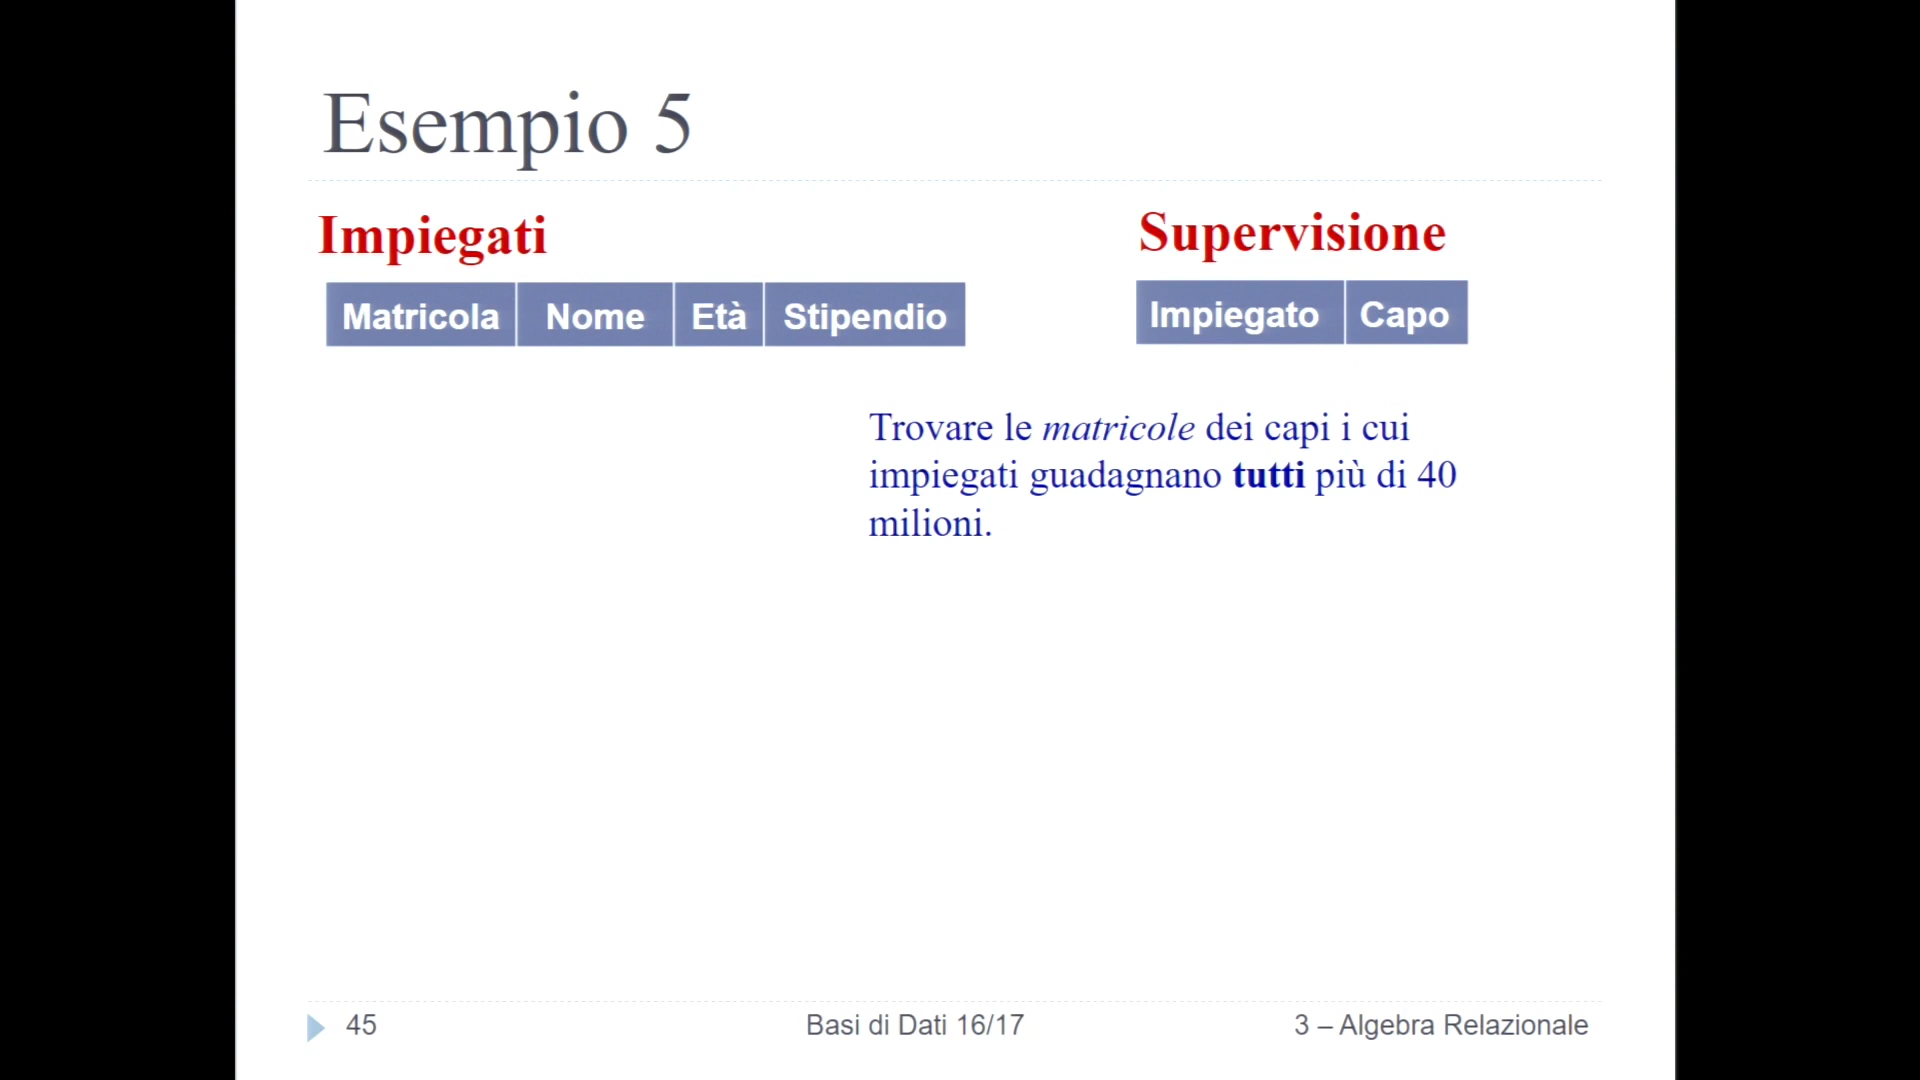 Esempio 5
Impiegati
Matricola Nome Età Stipendio
Supervisione
Impiegato Capo
Trovare le matricole dei capi i cui
impiegati guadagnano tutti più di 40
milioni.
45
Basi di Dati 16/17
3 – Algebra Relazionale